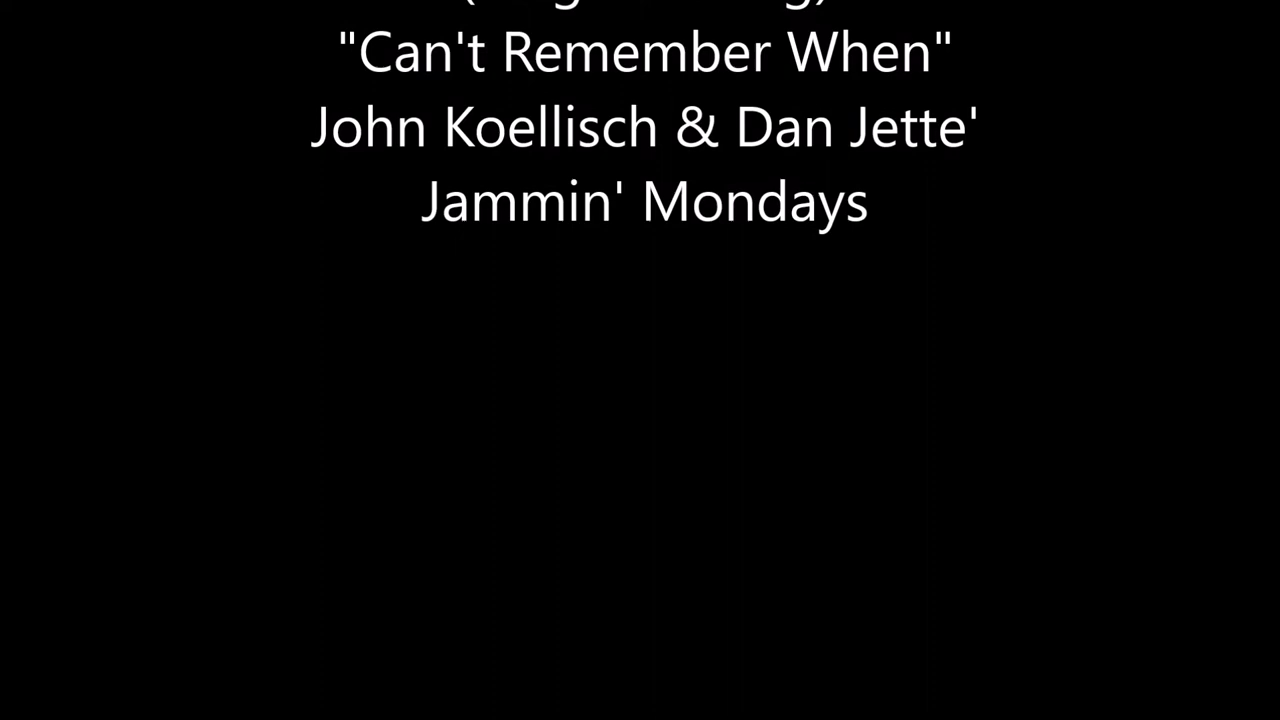 "Can't Remember When"
John Koellisch & Dan Jette'
Jammin' Mondays